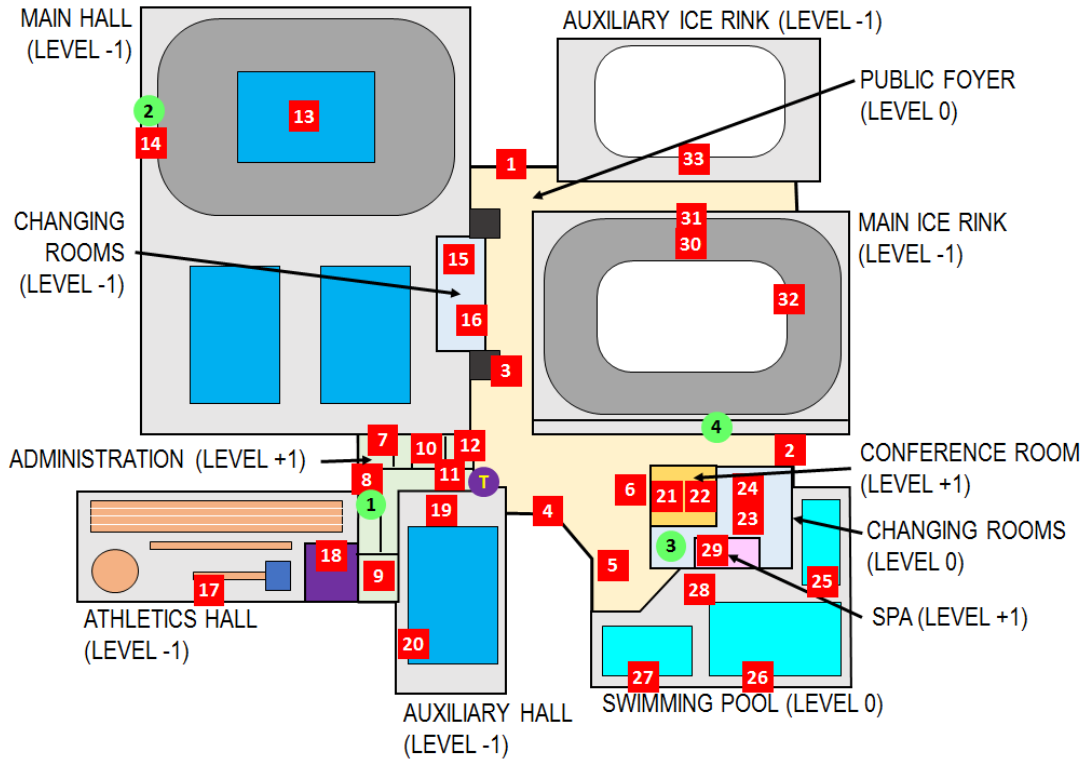 MAIN HALL
(LEVEL -1)
AUXILIARY ICE RINK (LEVEL -1)
PUBLIC FOYER
(LEVEL 0)
2
13
14
33
1
CHANGING
ROOMS
(LEVEL -1)
31
MAIN ICE RINK
(LEVEL -1)
15
30
32
16
3
4
7
10
12
2
ADMINISTRATION (LEVEL +1)
8
11
T
CONFERENCE ROOM
(LEVEL +1)
6
21
22
24
1
19
4
23
CHANGING ROOMS
(LEVEL 0)
18
3
29
5
9
17
28
25
ATHLETICS HALL
(LEVEL -1)
SPA (LEVEL +1)
20
27
26
SWIMMING POOL (LEVEL 0)
AUXILIARY HALL
(LEVEL -1)